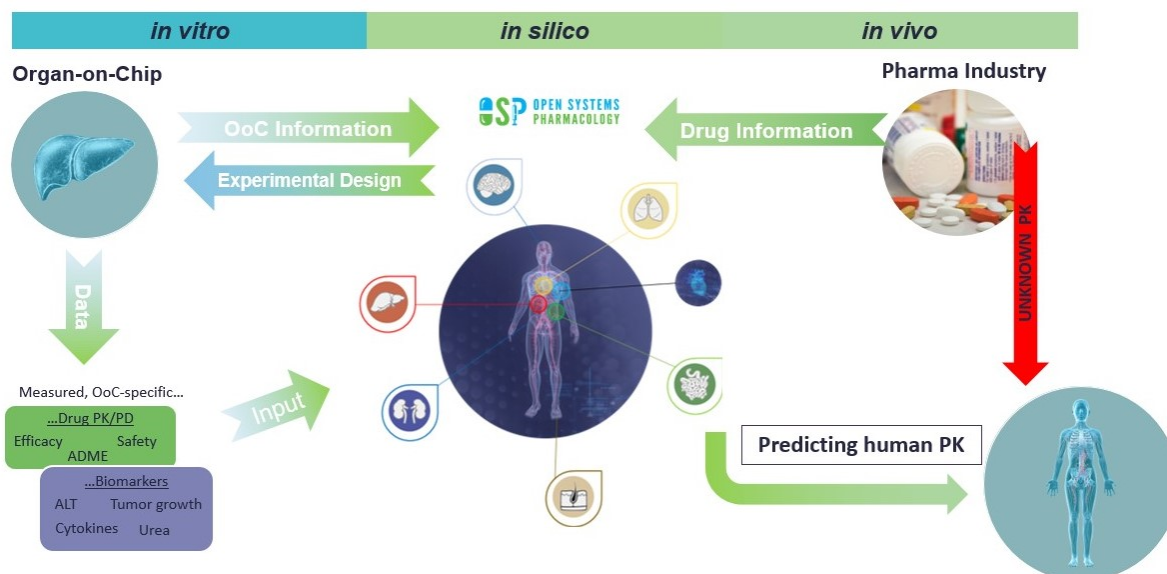 in vitro
in silico
in vivo
Organ-on-Chip
Pharma Industry
OoC Information
OSP OPEN SYSTEMS
PHARMACOLOGY
Drug Information
Experimental Design
UNKNOWN PK
Data
Measured, OoC-specific…
…Drug PK/PD
Efficacy Safety
ADME
…Biomarkers
ALT Tumor growth
Cytokines Urea
Input
Predicting human PK